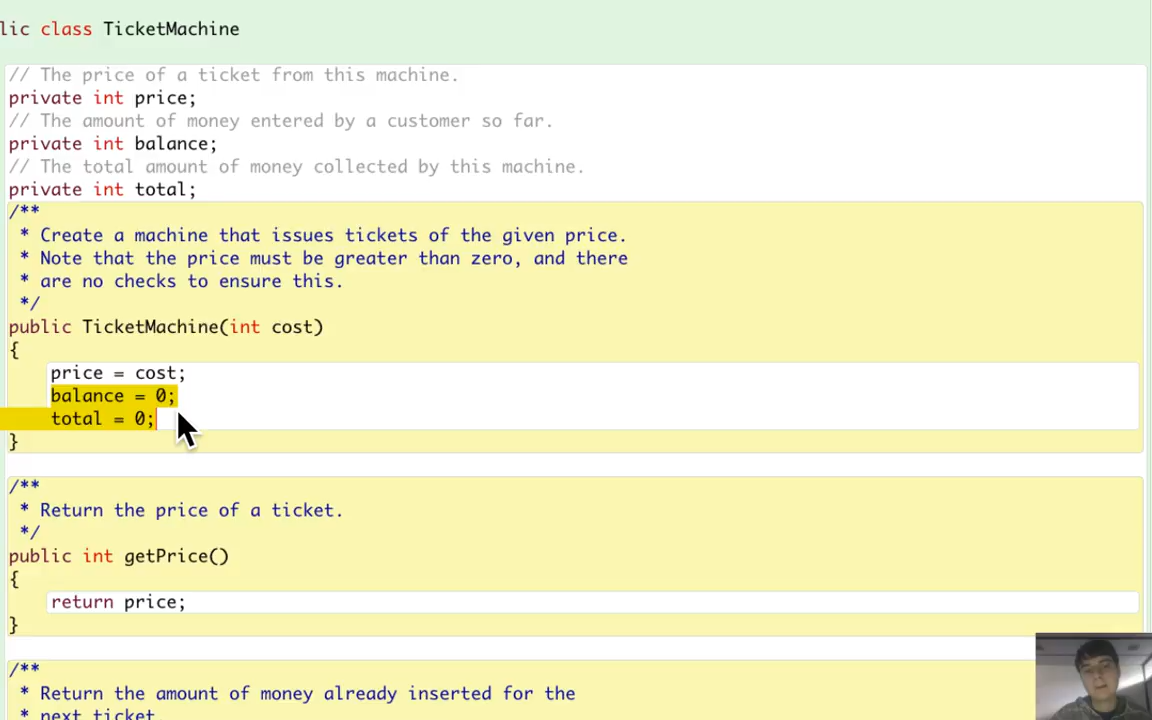 lic class TicketMachine
// The price of a ticket from this machine.
private int price;
// The amount of money entered by a customer so far.
private int balance;
// The total amount of money collected by this machine.
private int total;
/**
* Create a machine that issues tickets of the given price.
* Note that the price must be greater than zero, and there
* are no checks to ensure this.
*/
public TicketMachine(int cost)
{
price = cost;
balance = 0;
total = 0;
}
/**
* Return the price of a ticket.
*/
public int getPrice()
{
return price;
}
/**
* Return the amount of money already inserted for the
* next ticket.